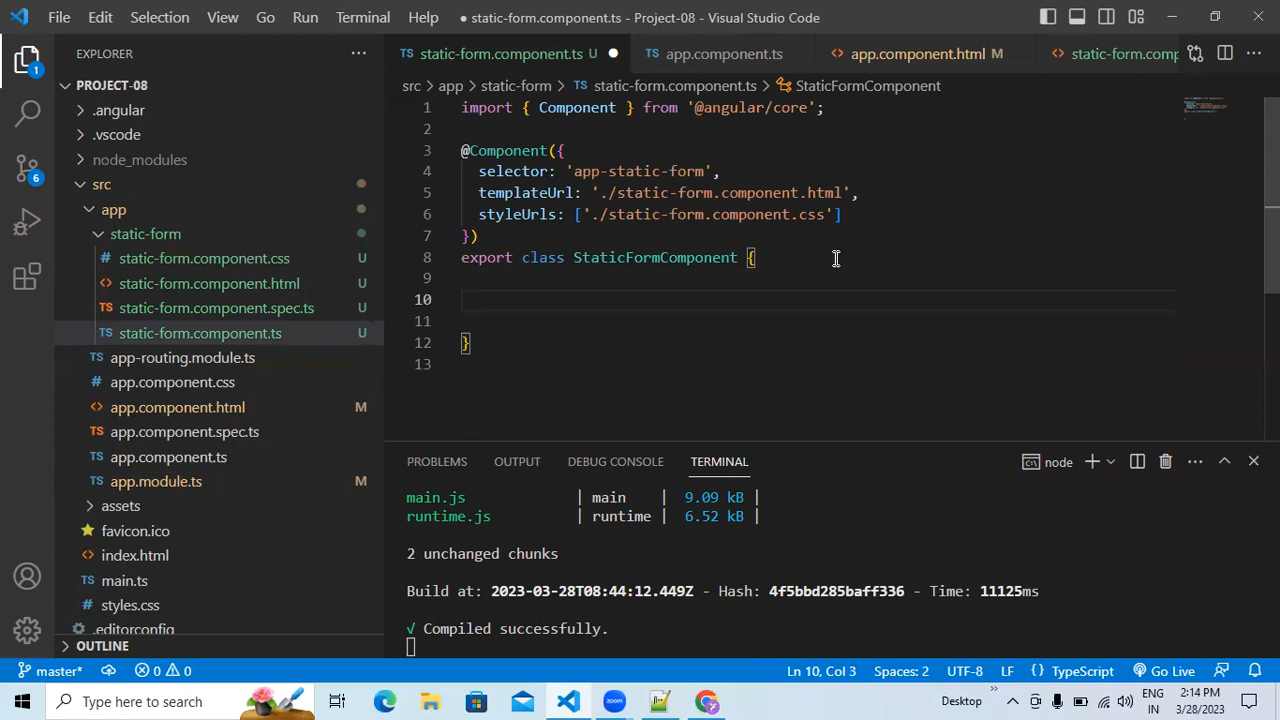 File Edit Selection View Go Run Terminal Help
● static-form.component.ts - Project-08 - Visual Studio Code
EXPLORER
PROJECT-08
.angular
.vscode
node_modules
src
app
static-form
static-form.component.css U
static-form.component.html U
static-form.component.spec.ts U
static-form.component.ts U
app-routing.module.ts
app.component.css
app.component.html M
app.component.spec.ts
app.component.ts
app.module.ts M
assets
favicon.ico
index.html
main.ts
styles.css
.editorconfig
OUTLINE
1
6
static-form.component.ts U ● app.component.ts app.component.html M static-form.comp
src > app > static-form > TS static-form.component.ts > StaticFormComponent
1 import { Component } from '@angular/core';
2
3 @Component({
4 selector: 'app-static-form',
5 templateUrl: './static-form.component.html',
6 styleUrls: ['./static-form.component.css']
7 })
8 export class StaticFormComponent {
9
10
11
12 }
13
PROBLEMS OUTPUT DEBUG CONSOLE TERMINAL
node
main.js | main | 9.09 kB |
runtime.js | runtime | 6.52 kB |
2 unchanged chunks
Build at: 2023-03-28T08:44:12.449Z - Hash: 4f5bbd285baff336 - Time: 11125ms
√ Compiled successfully.
master* 0 0 Ln 10, Col 3 Spaces: 2 UTF-8 LF { } TypeScript Go Live
Type here to search
zoom
Desktop
ENG
IN
2:14 PM
3/28/2023